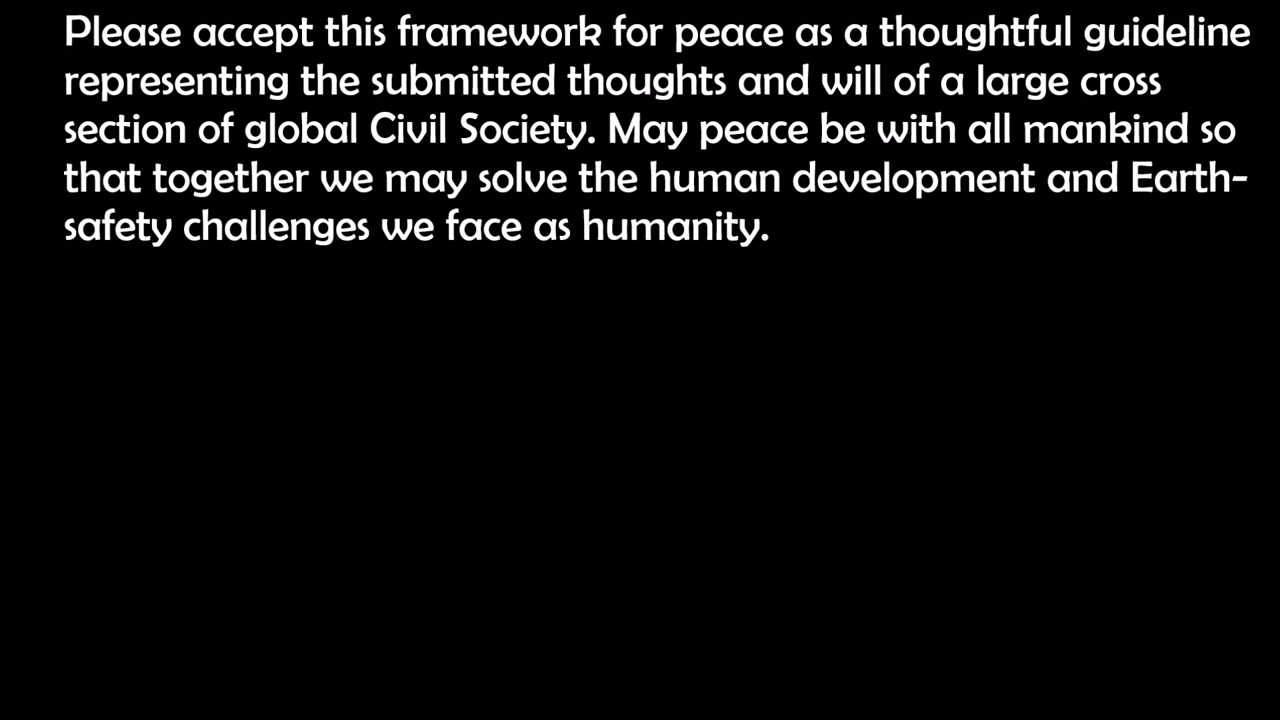 Please accept this framework for peace as a thoughtful guideline
representing the submitted thoughts and will of a large cross
section of global Civil Society. May peace be with all mankind so
that together we may solve the human development and Earth-
safety challenges we face as humanity.